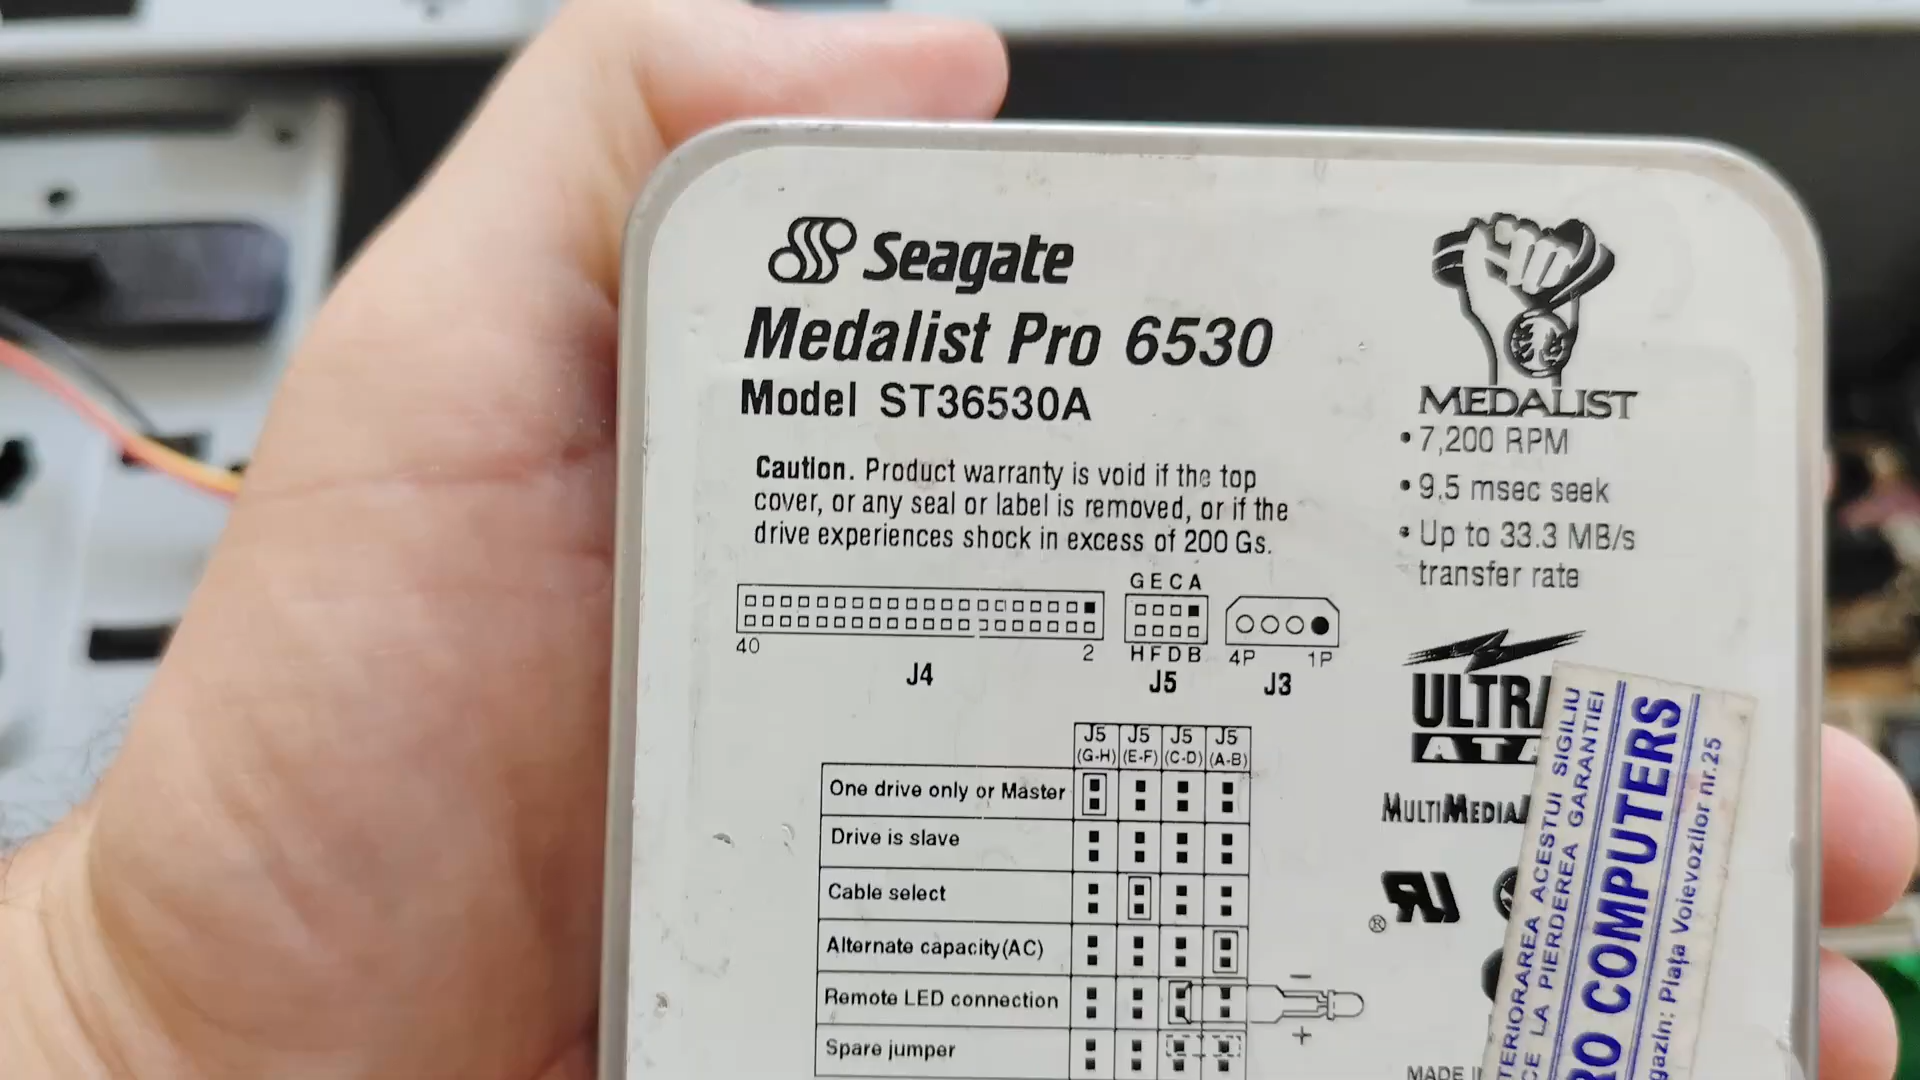 Seagate
Medalist Pro 6530
Model ST36530A
MEDALIST
• 7,200 RPM
• 9,5 msec seek
• Up to 33.3 MB/s
transfer rate
Caution. Product warranty is void if the top
cover, or any seal or label is removed, or if the
drive experiences shock in excess of 200 Gs.
G E C A
40 2 H F D B 4P 1P
J4 J5 J3
ULTRA
ATA
J5 J5 J5 J5
(G-H) (E-F) (C-D) (A-B)
One drive only or Master
Drive is slave
Cable select
Alternate capacity(AC)
Remote LED connection
Spare jumper
- 
+
MULTIMEDIA
®
MADE
ACESTUI SIGILIU
LA PIERDEREA GARANTIEI
COMPUTERS
Piaţa Voievozilor nr.25